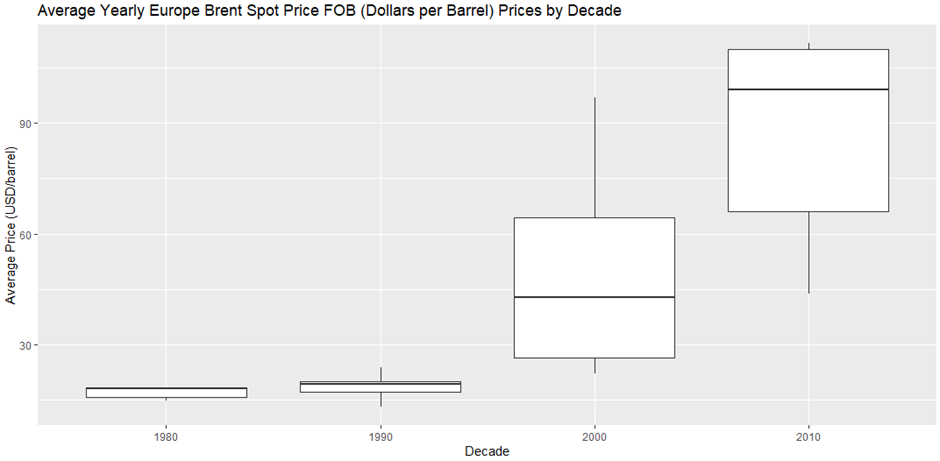 Average Yearly Europe Brent Spot Price FOB (Dollars per Barrel) Prices by Decade
Average Price (USD/barrel)
90
60
30
1980 1990 2000 2010
Decade